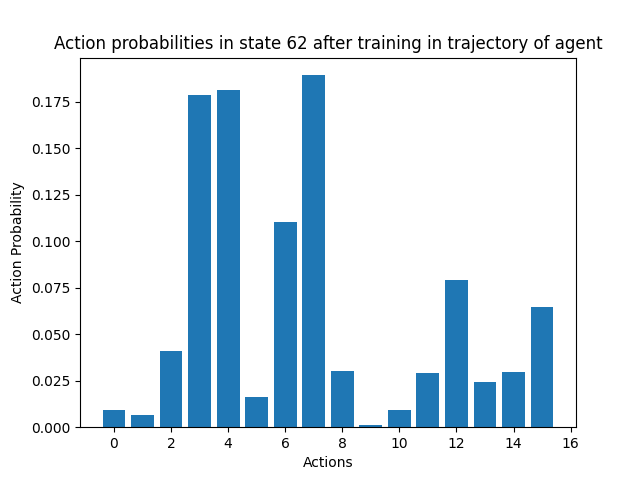 Action probabilities in state 62 after training in trajectory of agent
0.175
0.150
0.125
0.100
0.075
0.050
0.025
0.000
Action Probability
0 2 4 6 8 10 12 14 16
Actions